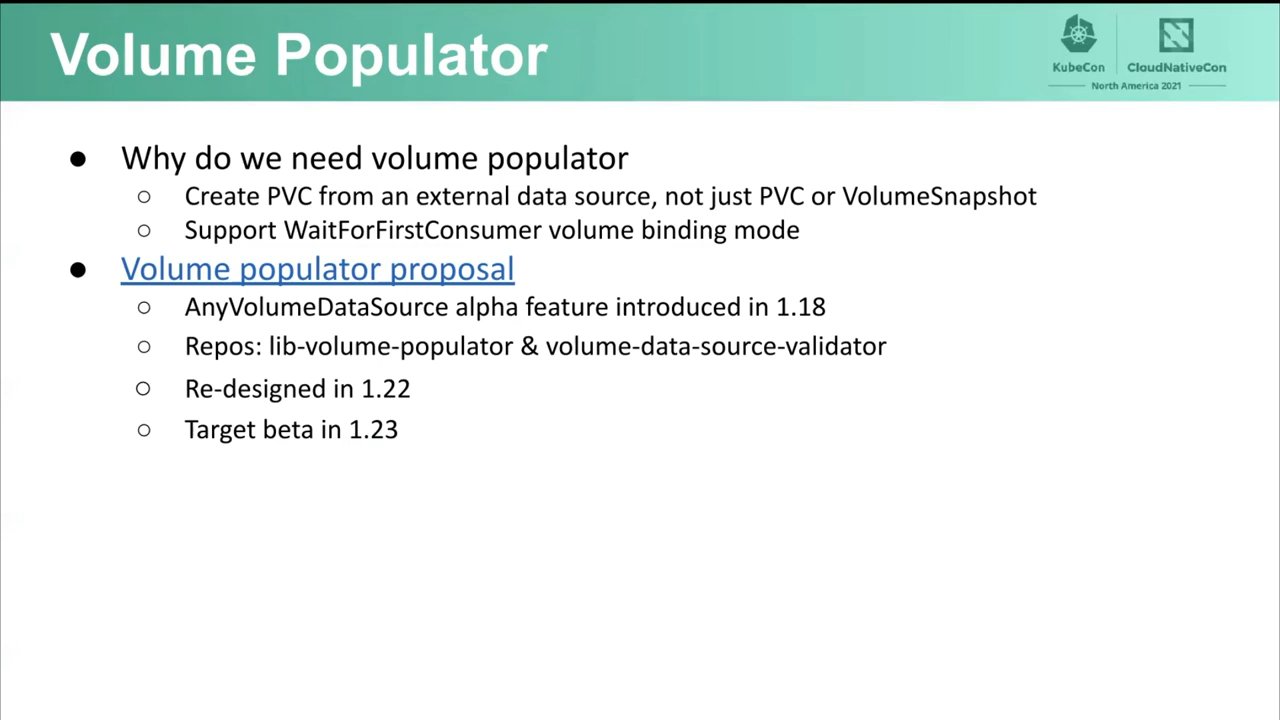 Volume Populator
KubeCon
CloudNativeCon
North America 2021
● Why do we need volume populator
○ Create PVC from an external data source, not just PVC or VolumeSnapshot
○ Support WaitForFirstConsumer volume binding mode
● Volume populator proposal
○ AnyVolumeDataSource alpha feature introduced in 1.18
○ Repos: lib-volume-populator & volume-data-source-validator
○ Re-designed in 1.22
○ Target beta in 1.23